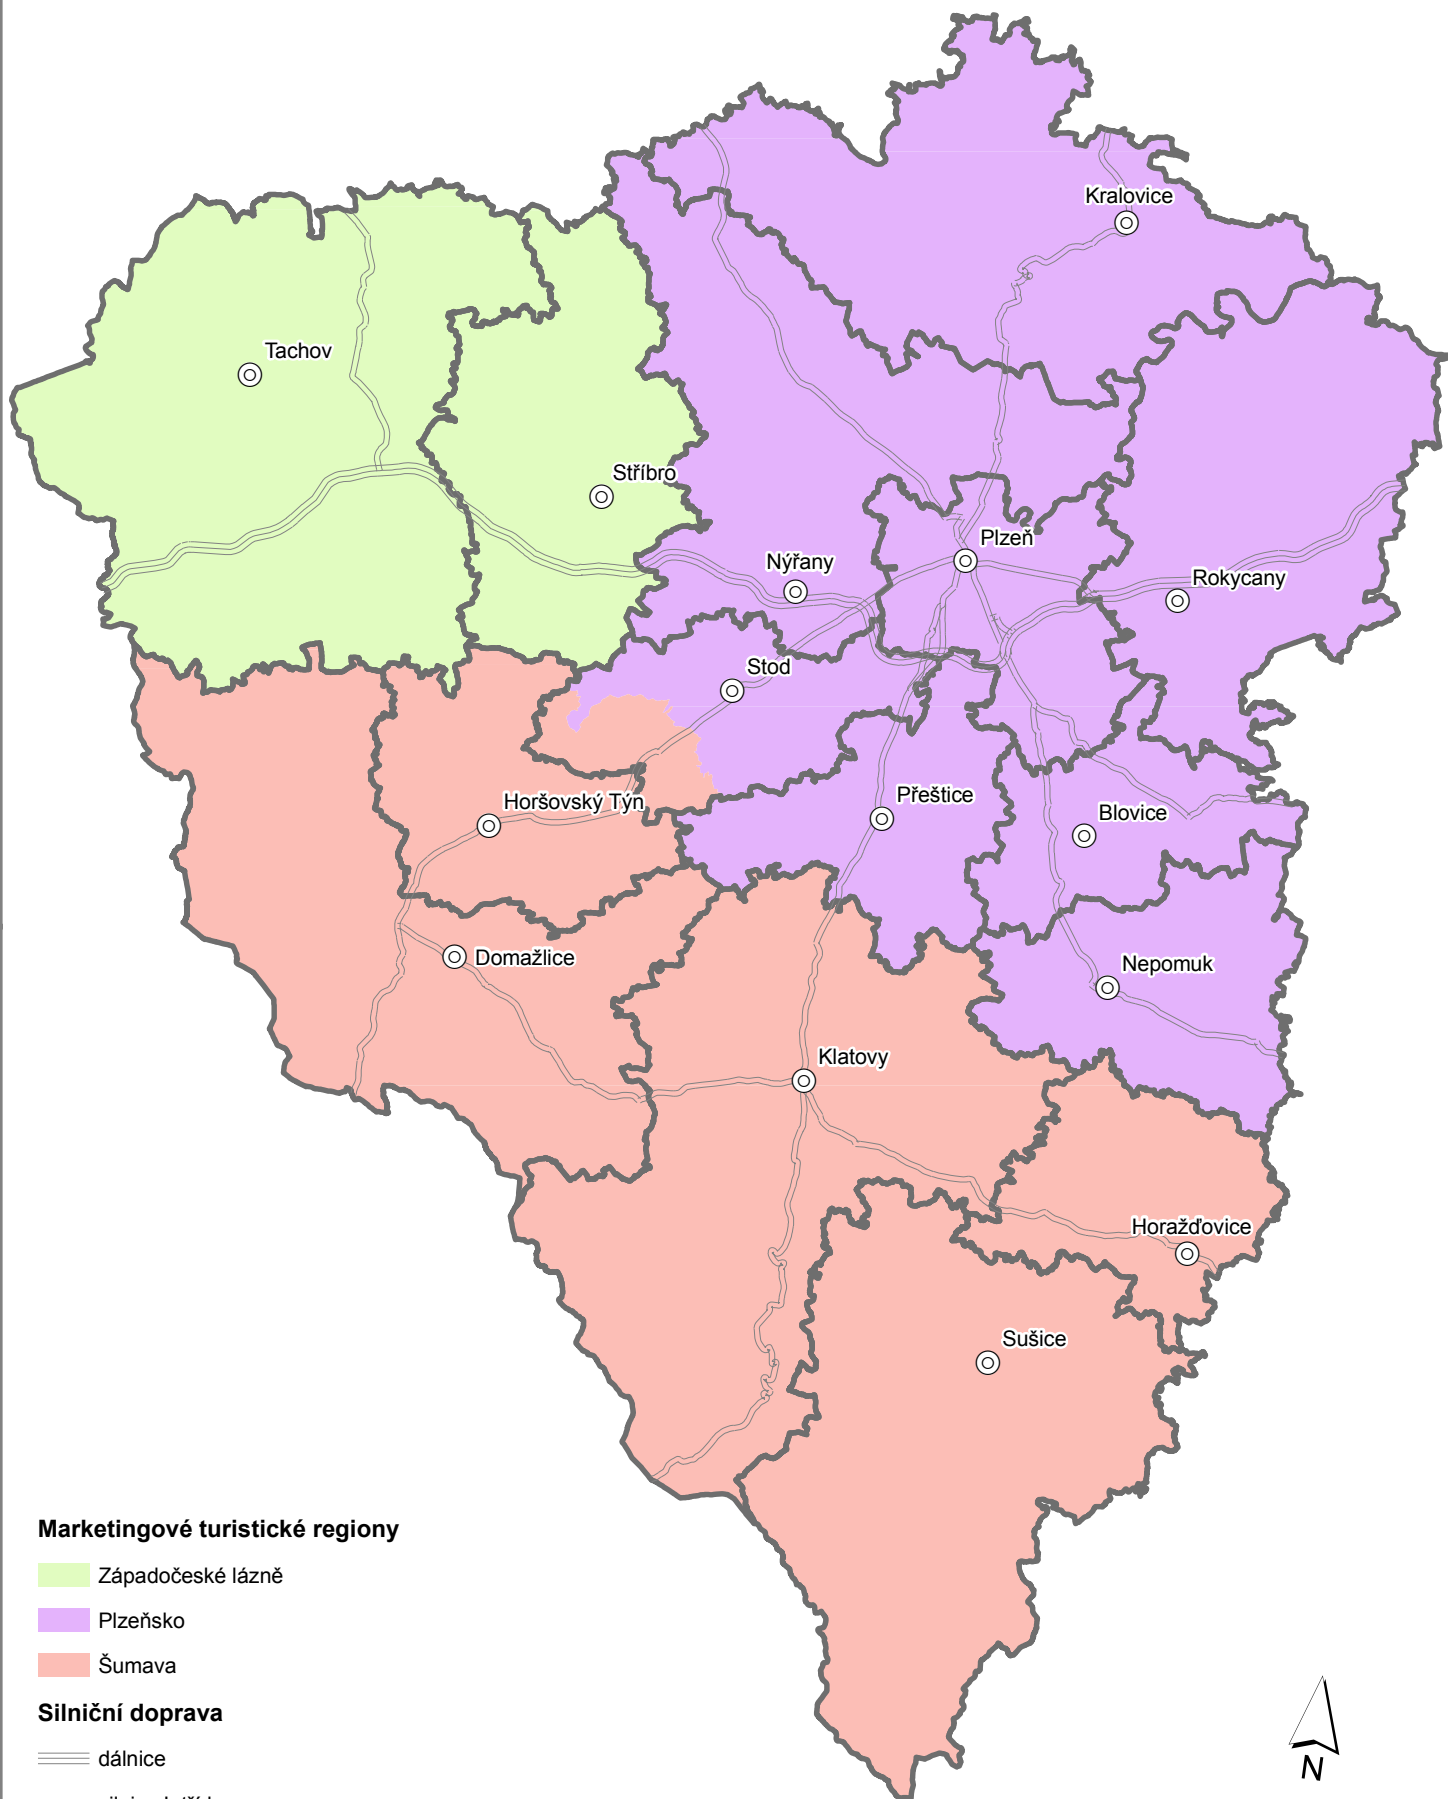 Kralovice
Tachov
Stříbro
Plzeň
Nýřany
Rokycany
Stod
Přeštice
Horšovský Týn
Blovice
Domažlice
Nepomuk
Klatovy
Horažďovice
Sušice
Marketingové turistické regiony
Západočeské lázně
Plzeňsko
Šumava
Silniční doprava
dálnice
N